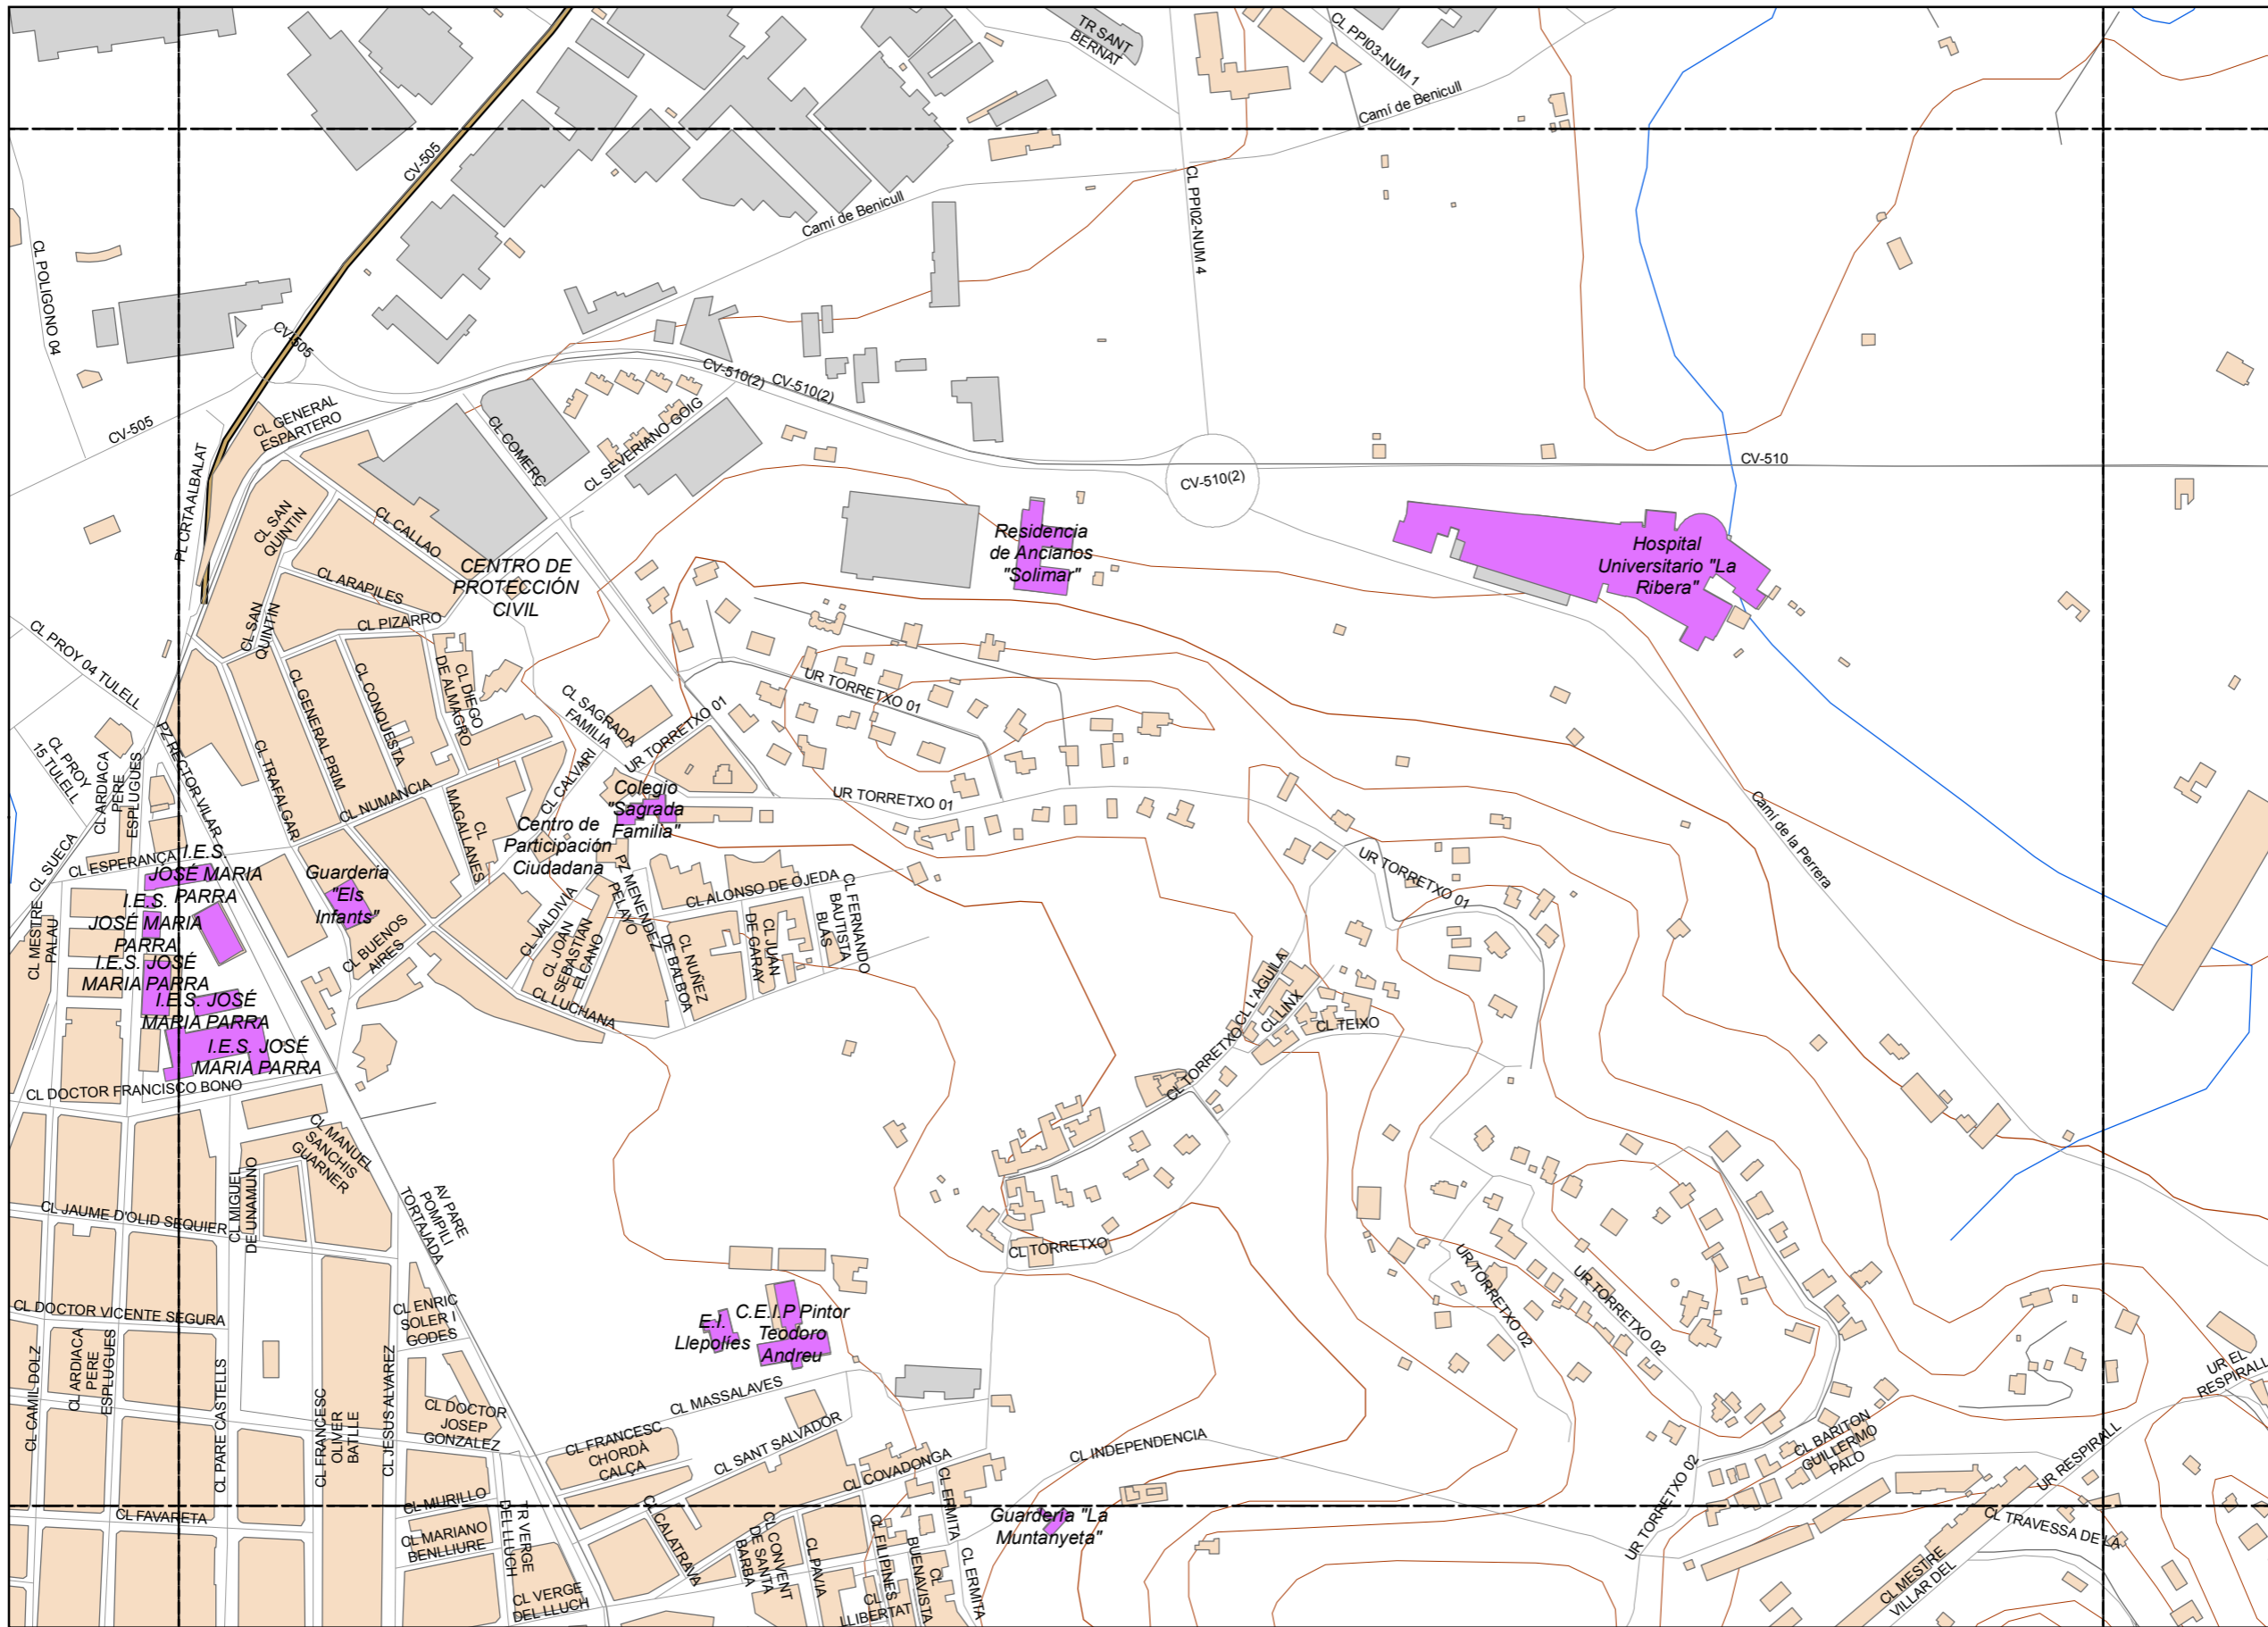 TR SANT
BERNAT
CL PPI03-NUM 1
Camí de Benicull
CV-505
CL PPI02-NUM 4
Camí de Benicull
CL POLIGONO 04
CV-505
CV-510(2)
CV-510(2)
CL GENERAL
ESPARTERO
CL SEVERIANO GOIG
CL COMERÇ
CV-505
CV-510
CV-510(2)
PL CRTAALBALAT
CL SAN
QUINTIN
CL CALLAO
Residencia
de Ancianos
"Solimar"
Hospital
Universitario "La
Ribera"
CENTRO DE
PROTECCIÓN
CIVIL
CL ARAPILES
CL PIZARRO
CL SAN
QUINTIN
CL PROY 04 TULELL
CL DIEGO
DE ALMAGRO
CL CONQUESTA
CL GENERAL PRIM
CL SAGRADA
FAMILIA
UR TORRETXO 01
UR TORRETXO 01
CL PROY
15 TULELL
CL ARDIACA
PERE
ESPLUGUES
PZ RECTOR VILAR
CL TRAFALGAR
CL NUMANCIA
CL
MAGALLANES
CL CALVARI
Colegio
"Sagrada
Familia"
UR TORRETXO 01
Camí de la Perrera
Centro de
Participación
Ciudadana
CL SUECA
CL ESPERANÇA
I.E.S.
JOSÉ MARIA
PARRA
Guarderia
"Els
Infants"
PZ MENENDEZ
PELAYO
CL ALONSO DE OJEDA
UR TORRETXO 01
CL MESTRE
PALAU
I.E.S.
JOSÉ MARIA
PARRA
CL BUENOS
AIRES
CL VALDIVIA
CL JOAN
SEBASTIAN
ELCANO
CL NUÑEZ
DE BALBOA
CL JUAN
DE GARAY
CL FERNANDO
BAUTISTA
BLAS
I.E.S. JOSÉ
MARIA PARRA
I.E.S. JOSÉ
MARIA PARRA
CL LUCHANA
CL L'AGUILA
CL LINX
CL TEIXO
I.E.S. JOSÉ
MARIA PARRA
CL TORRETXO
CL DOCTOR FRANCISCO BONO
CL MANUEL
SANCHIS
GUARNER
CL MIGUEL
DE UNAMUNO
CL JAUME D'OLID SEQUIER
AV PARE
POMPILI
TORTAJADA
CL TORRETXO
UR TORRETXO 02
UR TORRETXO 02
CL DOCTOR VICENTE SEGURA
CL ENRIC
SOLER I
GODES
E.I.
Llepolíes
C.E.I.P Pintor
Teodoro
Andreu
CL CAMIL DOLZ
CL ARDIACA
PERE
ESPLUGUES
CL PARE CASTELLS
CL FRANCESC
OLIVER
BATLLE
CL JESUS ALVAREZ
CL MASSALAVES
UR EL
RESPIRALL
CL DOCTOR
JOSEP
GONZALEZ
CL FRANCESC
CHORDÀ
CALÇA
CL SANT SALVADOR
CL COVADONGA
CL INDEPENDENCIA
CL BARITON
GUILLERMO
PALO
UR RESPIRALL
UR TORRETXO 02
CL MURILLO
CL FAVARETA
CL MARIANO
BENLLIURE
TR VERGE
DEL LLUCH
CL CALATRAVA
CL CONVENT
DE SANTA
BARBA
CL PAVIA
CL FILIPINES
CL ERMITA
Guardería "La
Muntanyeta"
CL TRAVESSA DE LA
CL VERGE
DEL LLUCH
CL
LLIBERTAT
CL
BUENAVISTA
CL ERMITA
CL MESTRE
VILLAR DEL